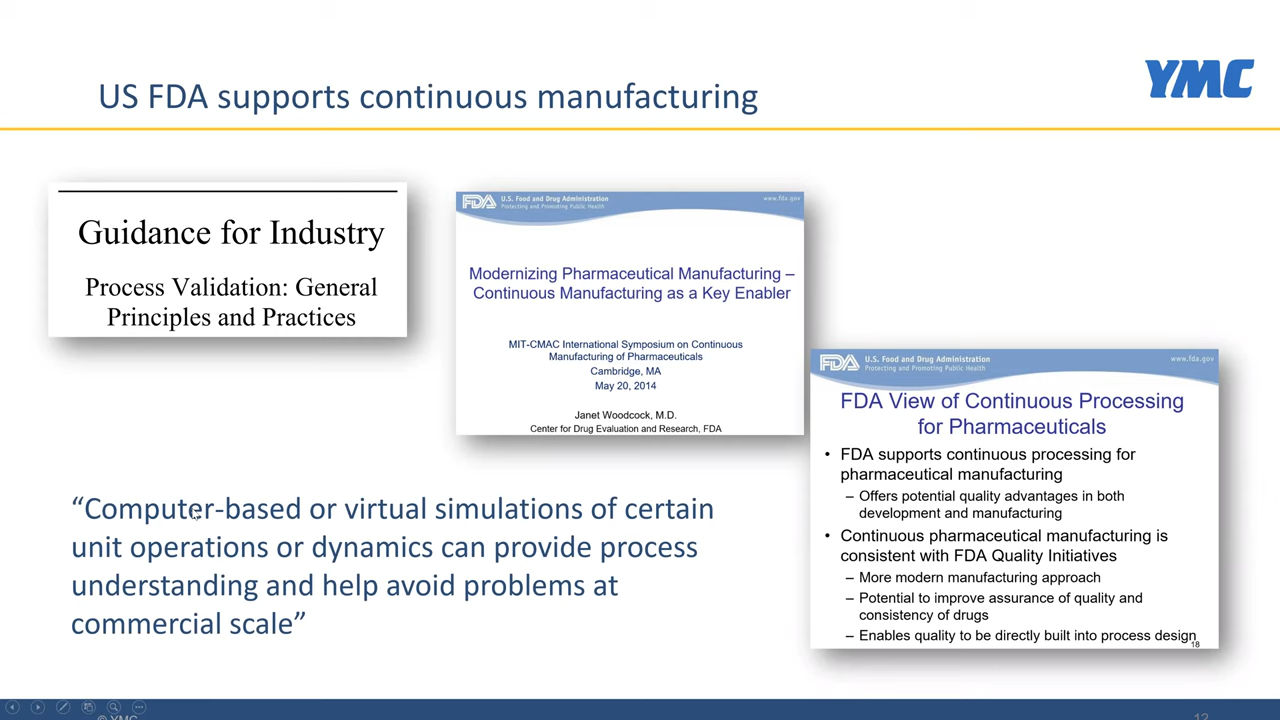 US FDA supports continuous manufacturing
YMC
Guidance for Industry
Process Validation: General
Principles and Practices
FDA U.S. Food and Drug Administration
Protecting and Promoting Public Health
www.fda.gov
Modernizing Pharmaceutical Manufacturing –
Continuous Manufacturing as a Key Enabler
MIT-CMAC International Symposium on Continuous
Manufacturing of Pharmaceuticals
Cambridge, MA
May 20, 2014
Janet Woodcock, M.D.
Center for Drug Evaluation and Research, FDA
FDA U.S. Food and Drug Administration
Protecting and Promoting Public Health
www.fda.gov
FDA View of Continuous Processing
for Pharmaceuticals
• FDA supports continuous processing for
pharmaceutical manufacturing
– Offers potential quality advantages in both
development and manufacturing
• Continuous pharmaceutical manufacturing is
consistent with FDA Quality Initiatives
– More modern manufacturing approach
– Potential to improve assurance of quality and
consistency of drugs
– Enables quality to be directly built into process design
18
“Computer-based or virtual simulations of certain
unit operations or dynamics can provide process
understanding and help avoid problems at
commercial scale”
© YMC
12